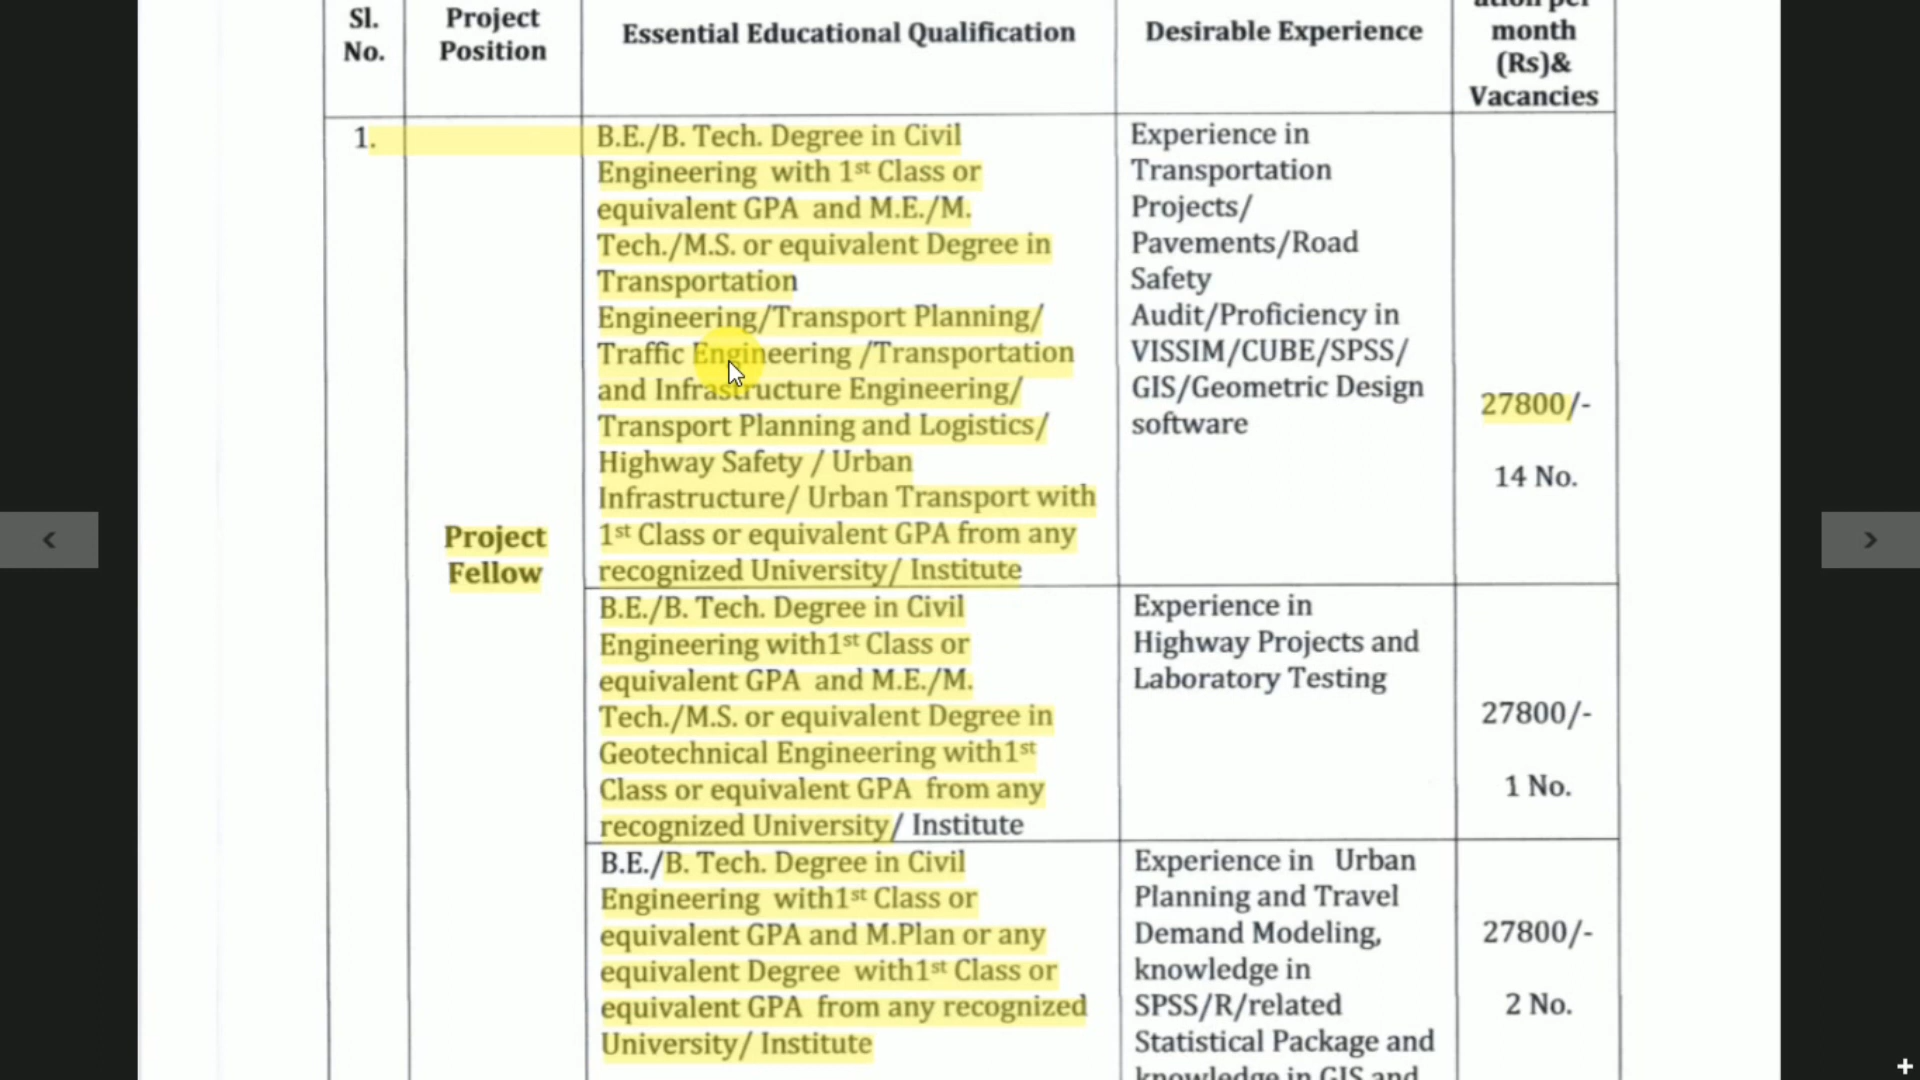 Sl.
No.
Project
Position
Essential Educational Qualification
Desirable Experience
month
(Rs)&
Vacancies
1.
Project
Fellow
B.E./B. Tech. Degree in Civil
Engineering with 1st Class or
equivalent GPA and M.E./M.
Tech./M.S. or equivalent Degree in
Transportation
Engineering/Transport Planning/
Traffic Engineering /Transportation
and Infrastructure Engineering/
Transport Planning and Logistics/
Highway Safety / Urban
Infrastructure/ Urban Transport with
1st Class or equivalent GPA from any
recognized University/ Institute
Experience in
Transportation
Projects/
Pavements/Road
Safety
Audit/Proficiency in
VISSIM/CUBE/SPSS/
GIS/Geometric Design
software
27800/-
14 No.
B.E./B. Tech. Degree in Civil
Engineering with1st Class or
equivalent GPA and M.E./M.
Tech./M.S. or equivalent Degree in
Geotechnical Engineering with1st
Class or equivalent GPA from any
recognized University/ Institute
Experience in
Highway Projects and
Laboratory Testing
27800/-
1 No.
B.E./B. Tech. Degree in Civil
Engineering with1st Class or
equivalent GPA and M.Plan or any
equivalent Degree with1st Class or
equivalent GPA from any recognized
University/ Institute
Experience in Urban
Planning and Travel
Demand Modeling,
knowledge in
SPSS/R/related
Statistical Package and
knowledge in GIS and
27800/-
2 No.